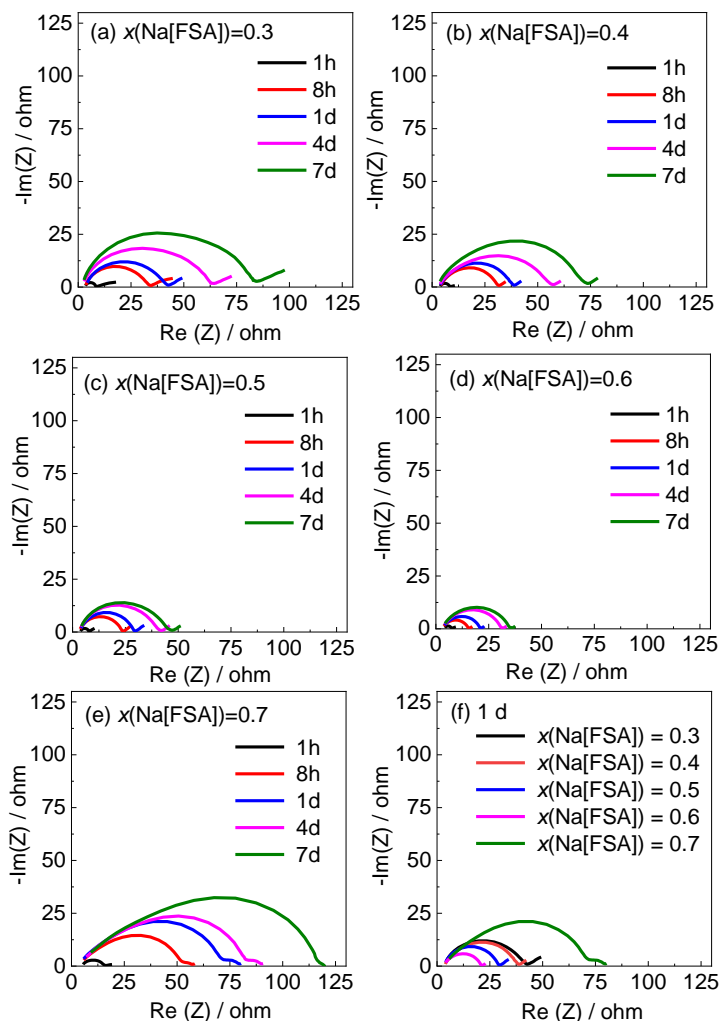 (a) x(Na[FSA])=0.3
1h
8h
1d
4d
7d
-Im(Z) / ohm
125
100
75
50
25
0
0 25 50 75 100 125
Re (Z) / ohm
(b) x(Na[FSA])=0.4
1h
8h
1d
4d
7d
-Im(Z) / ohm
125
100
75
50
25
0
0 25 50 75 100 125
Re (Z) / ohm
(c) x(Na[FSA])=0.5
1h
8h
1d
4d
7d
-Im(Z) / ohm
125
100
75
50
25
0
0 25 50 75 100 125
Re (Z) / ohm
(d) x(Na[FSA])=0.6
1h
8h
1d
4d
7d
-Im(Z) / ohm
125
100
75
50
25
0
0 25 50 75 100 125
Re (Z) / ohm
(e) x(Na[FSA])=0.7
1h
8h
1d
4d
7d
-Im(Z) / ohm
125
100
75
50
25
0
0 25 50 75 100 125
Re (Z) / ohm
(f) 1 d
x(Na[FSA]) = 0.3
x(Na[FSA]) = 0.4
x(Na[FSA]) = 0.5
x(Na[FSA]) = 0.6
x(Na[FSA]) = 0.7
-Im(Z) / ohm
125
100
75
50
25
0
0 25 50 75 100 125
Re (Z) / ohm